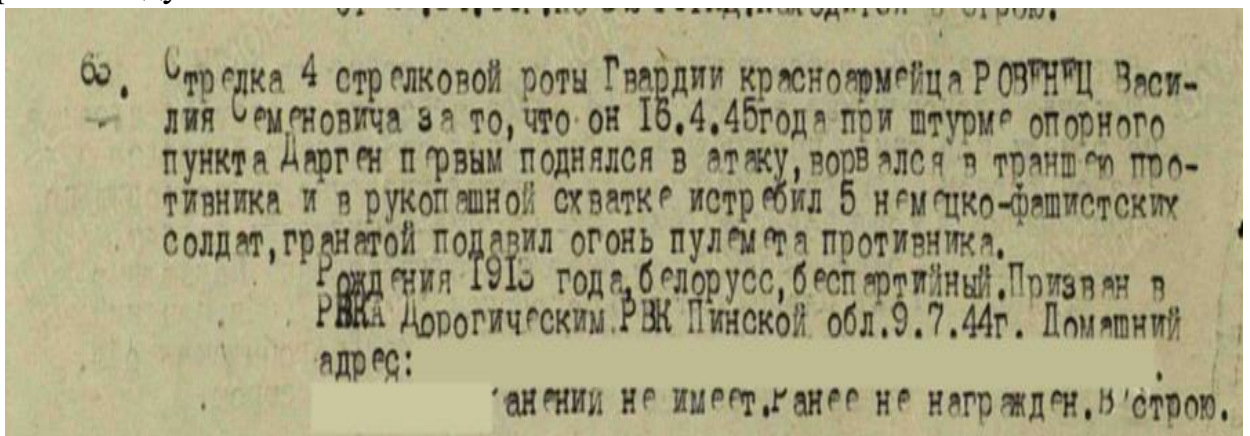 63. Стрелка 4 стрелковой роты Гвардии красноармейца РОВЕНЕЦ Васи-
лия Семеновича за то,что он 16.4.45года при штурме опорного
пункта Дарген первым поднялся в атаку,ворвался в траншею про-
тивника и в рукопашной схватке истребил 5 немецко-фашистских
солдат,гранатой подавил огонь пулемета противника.
Рождения 1913 года,белорусс,беспартийный.Призван в
РККА Дорогическим РВК Пинской обл.9.7.44г. Домашний
адрес:
анений не имеет.Ранее не награжден.В строю.